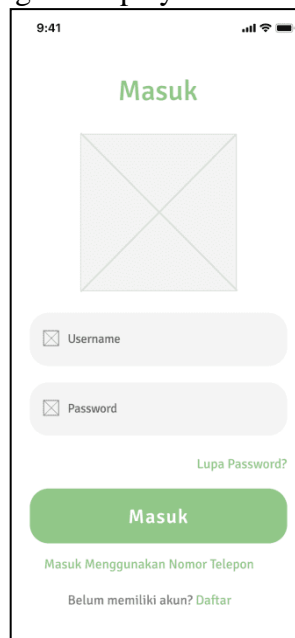 9:41
Masuk
Username
Password
Lupa Password?
Masuk
Masuk Menggunakan Nomor Telepon
Belum memiliki akun? Daftar